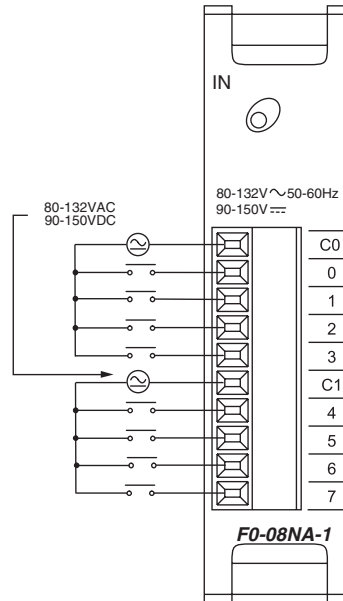 IN
80-132V∿50-60Hz
90-150V⎓
80-132VAC
90-150VDC
C0
0
1
2
3
C1
4
5
6
7
F0-08NA-1